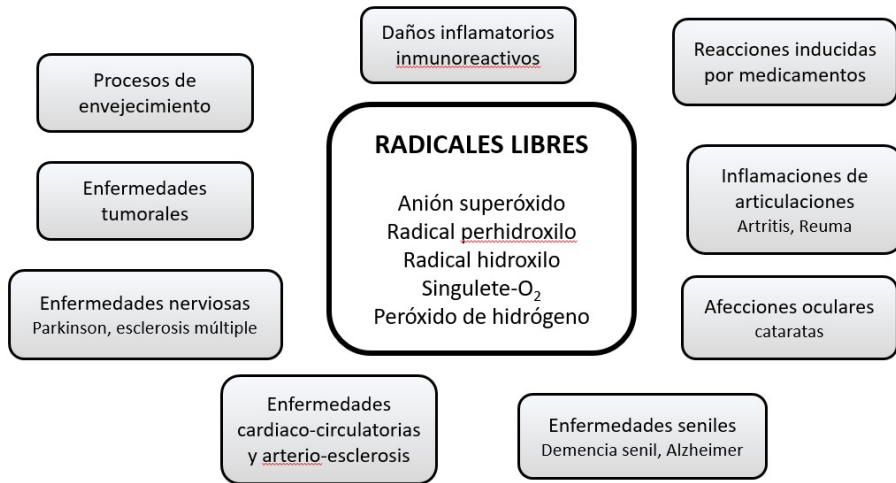 Daños inflamatorios
inmunoreactivos
Reacciones inducidas
por medicamentos
Procesos de
envejecimiento
RADICALES LIBRES
Anión superóxido
Radical perhidroxilo
Radical hidroxilo
Singulete-O₂
Peróxido de hidrógeno
Enfermedades
tumorales
Inflamaciones de
articulaciones
Artritis, Reuma
Enfermedades nerviosas
Parkinson, esclerosis múltiple
Afecciones oculares
cataratas
Enfermedades
cardiaco-circulatorias
y arterio-esclerosis
Enfermedades seniles
Demencia senil, Alzheimer